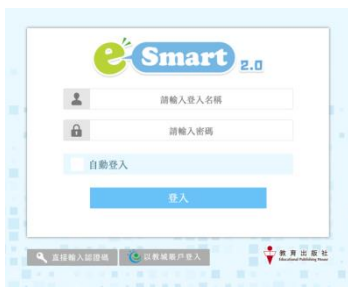 e Smart 2.0
請輸入登入名稱
請輸入密碼
自動登入
登入
直接輸入認證碼
以教城賬戶登入
教育出版社
Educational Publishing House